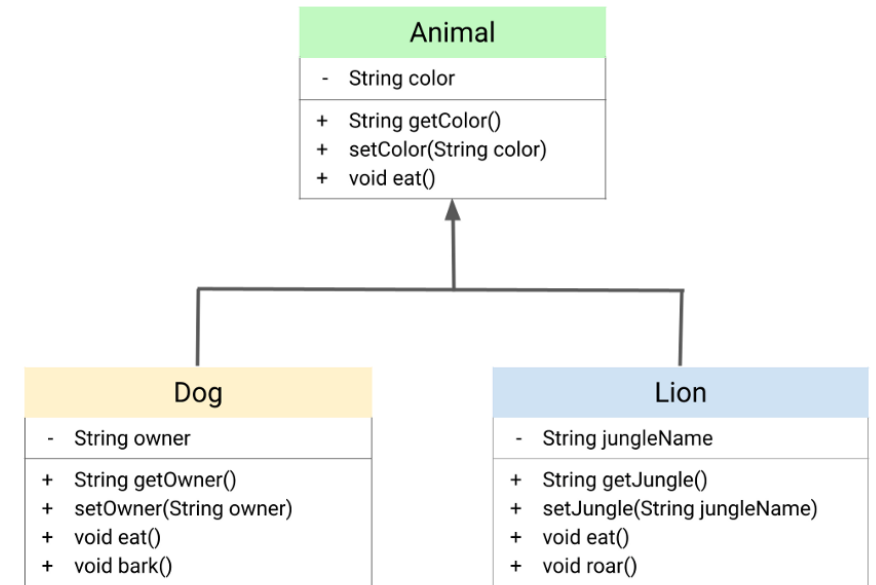 Animal
- String color
+ String getColor()
+ setColor(String color)
+ void eat()
Dog
- String owner
+ String getOwner()
+ setOwner(String owner)
+ void eat()
+ void bark()
Lion
- String jungleName
+ String getJungle()
+ setJungle(String jungleName)
+ void eat()
+ void roar()